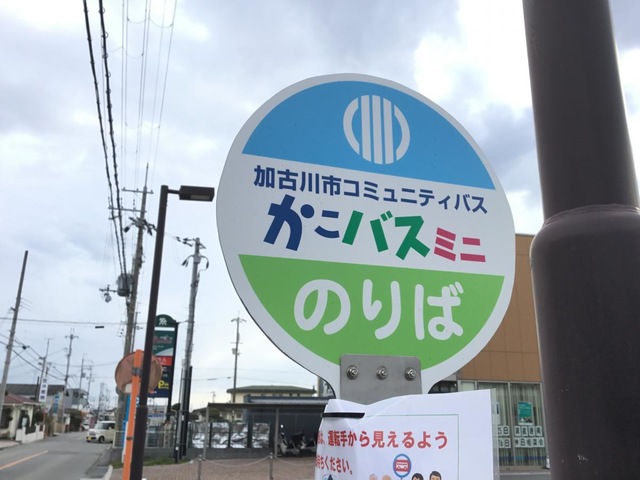 加古川市コミュニティバス
かこバスミニ
のりば
は、運転手から見えるよう
ください。